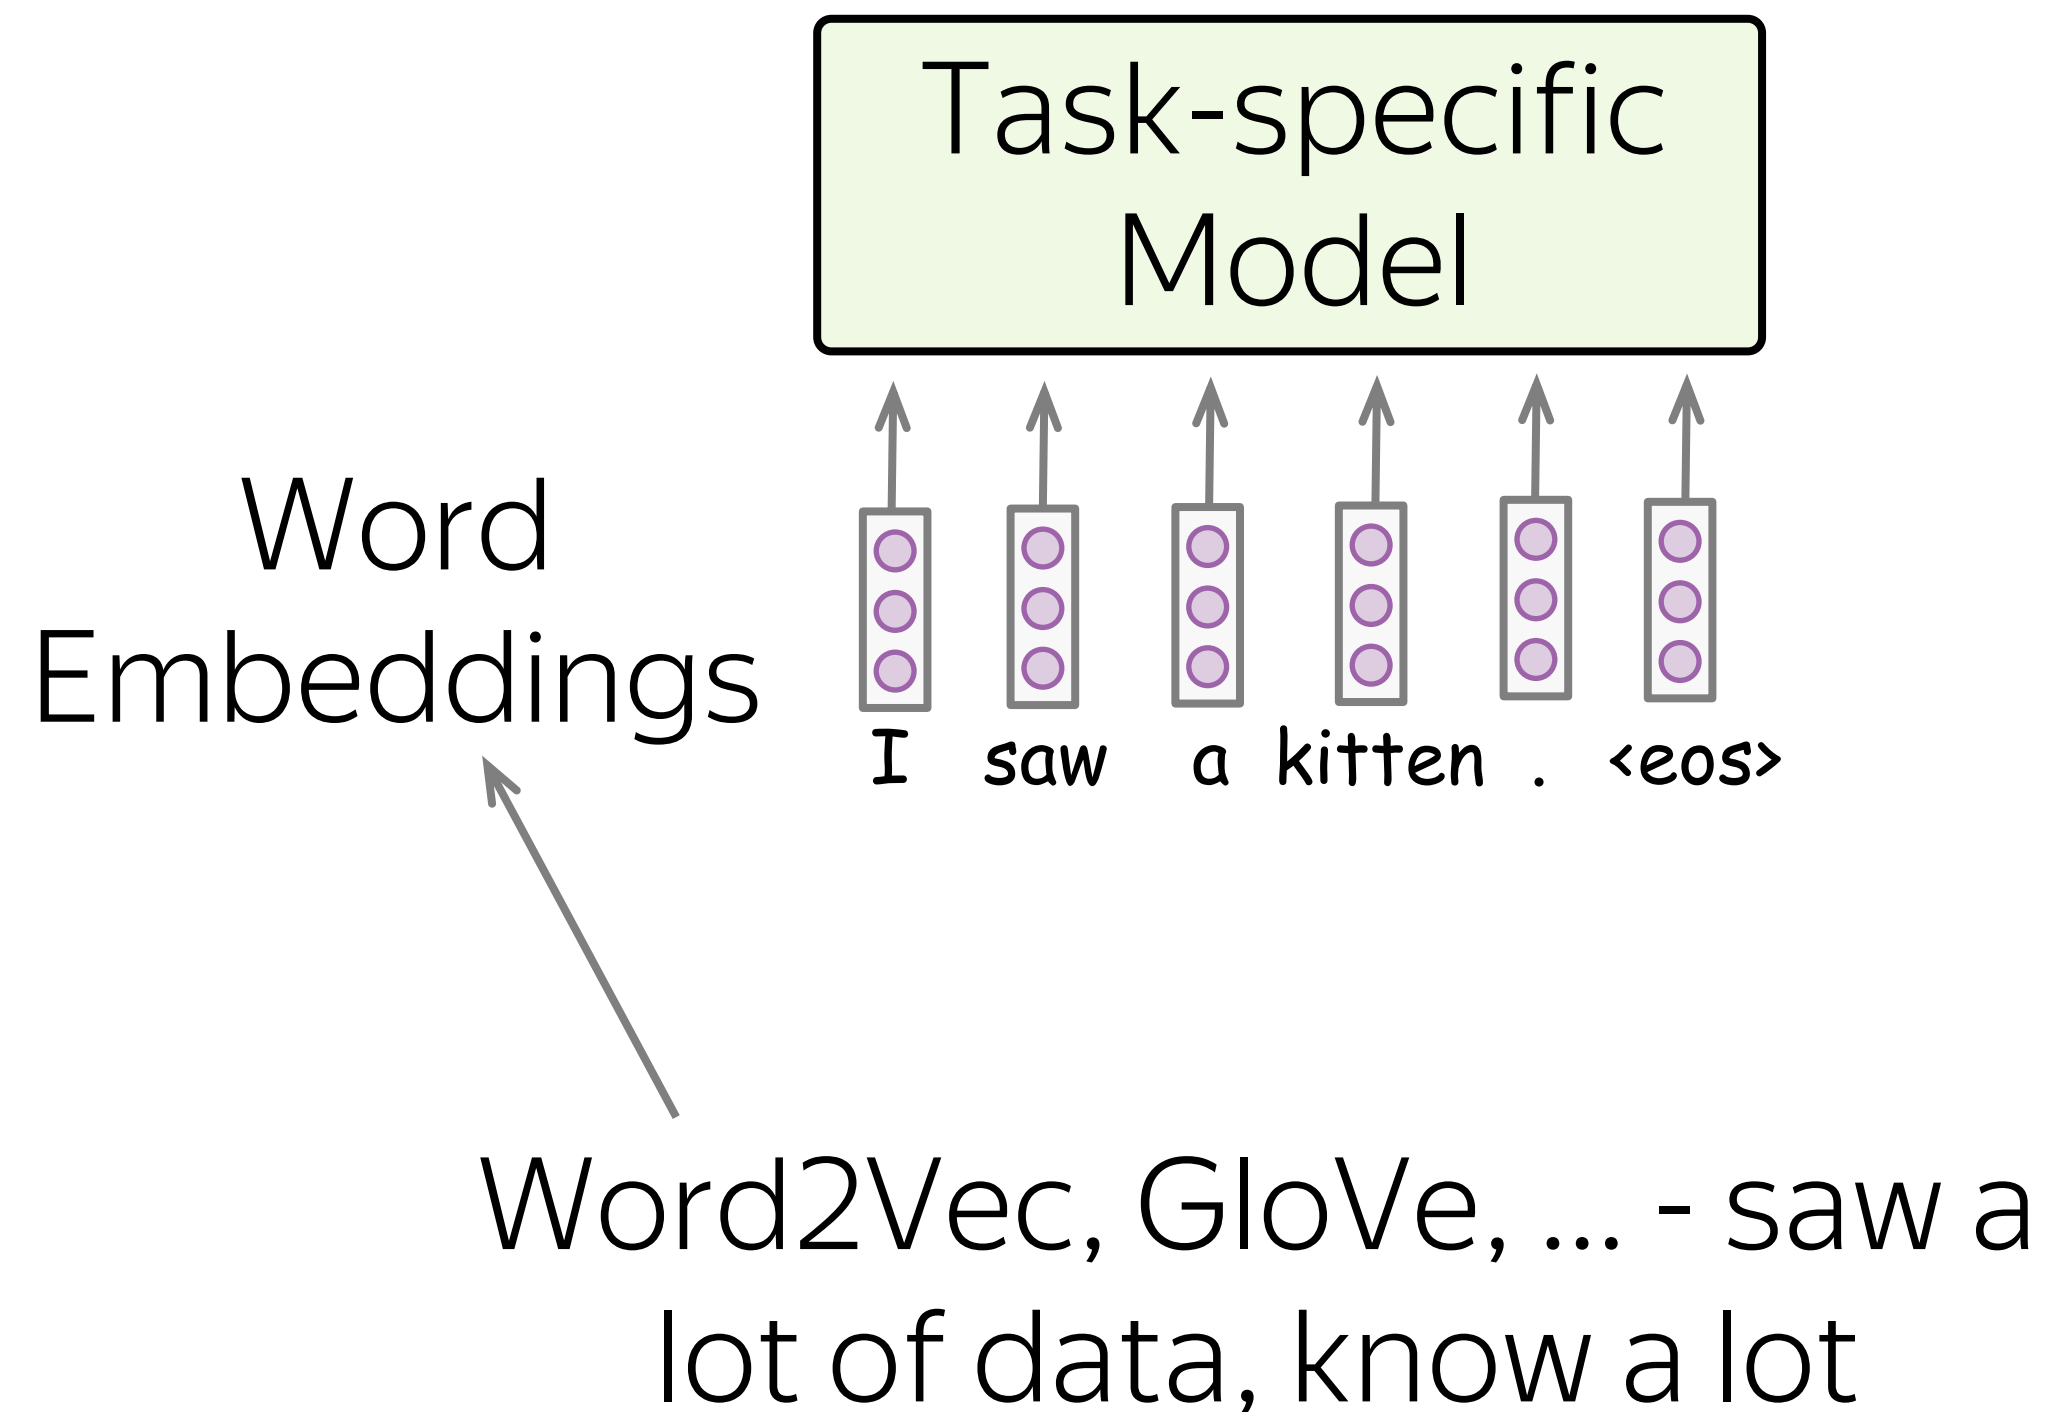 Task-specific
Model
Word
Embeddings
I saw a kitten . <eos>
Word2Vec, GloVe, ... - saw a
lot of data, know a lot